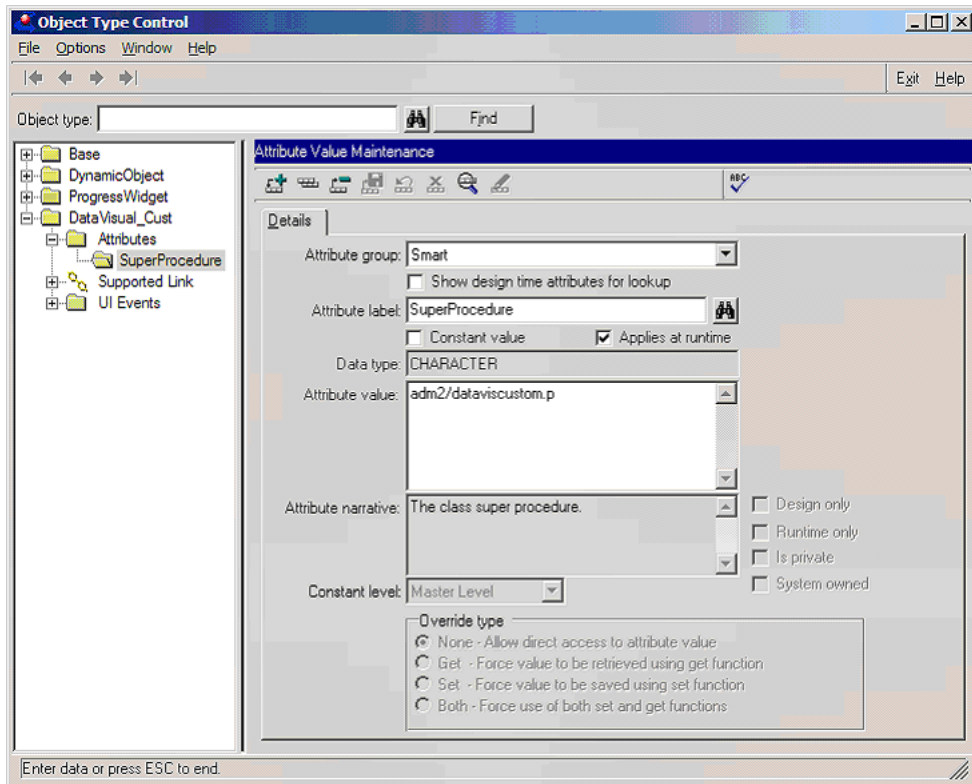 Object Type Control
File Options Window Help
Exit Help
Object type: Find
Base
DynamicObject
ProgressWidget
DataVisual_Cust
Attributes
SuperProcedure
Supported Link
UI Events
Attribute Value Maintenance
ABC
Details
Attribute group: Smart
Show design time attributes for lookup
Attribute label: SuperProcedure
Constant value Applies at runtime
Data type: CHARACTER
Attribute value: adm2/dataviscustom.p
Attribute narrative: The class super procedure.
Design only
Runtime only
Is private
System owned
Constant level: Master Level
Override type
None - Allow direct access to attribute value
Get - Force value to be retrieved using get function
Set - Force value to be saved using set function
Both - Force use of both set and get functions
Enter data or press ESC to end.